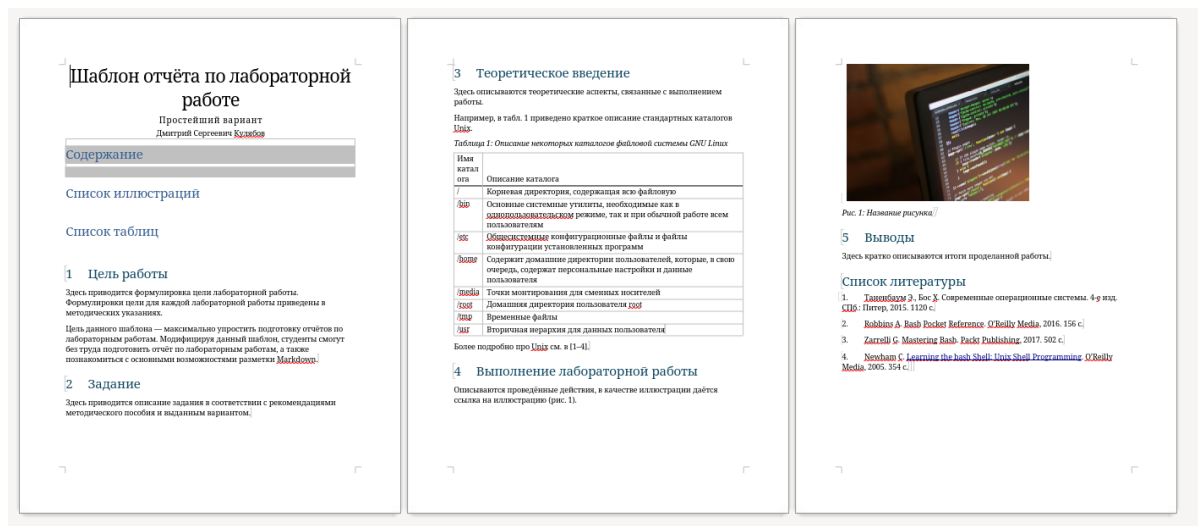 Шаблон отчёта по лабораторной
работе
Простейший вариант
Дмитрий Сергеевич Кулябов
Содержание
Список иллюстраций
Список таблиц
1 Цель работы
Здесь приводится формулировка цели лабораторной работы.
Формулировки цели для каждой лабораторной работы приведены в
методических указаниях.
Цель данного шаблона — максимально упростить подготовку отчётов по
лабораторным работам. Модифицируя данный шаблон, студенты смогут
без труда подготовить отчёт по лабораторным работам, а также
познакомиться с основными возможностями разметки Markdown.
2 Задание
Здесь приводится описание задания в соответствии с рекомендациями
методического пособия и выданным вариантом.
3 Теоретическое введение
Здесь описываются теоретические аспекты, связанные с выполнением
работы.
Например, в табл. 1 приведено краткое описание стандартных каталогов
Unix.
Таблица 1: Описание некоторых каталогов файловой системы GNU Linux
Имя
катал
ога Описание каталога
/ Корневая директория, содержащая всю файловую
/bin Основные системные утилиты, необходимые как в
однопользовательском режиме, так и при обычной работе всем
пользователям
/etc Общесистемные конфигурационные файлы и файлы
конфигурации установленных программ
/home Содержит домашние директории пользователей, которые, в свою
очередь, содержат персональные настройки и данные
пользователя
/media Точки монтирования для сменных носителей
/root Домашняя директория пользователя root
/tmp Временные файлы
/usr Вторичная иерархия для данных пользователя
Более подробно про Unix см. в [1–4].
4 Выполнение лабораторной работы
Описываются проведённые действия, в качестве иллюстрации даётся
ссылка на иллюстрацию (рис. 1).
Рис. 1: Название рисунка
5 Выводы
Здесь кратко описываются итоги проделанной работы.
Список литературы
1. Таненбаум Э., Бос Х. Современные операционные системы. 4-е изд.
СПб.: Питер, 2015. 1120 с.
2. Robbins A. Bash Pocket Reference. O'Reilly Media, 2016. 156 с.
3. Zarrelli G. Mastering Bash. Packt Publishing, 2017. 502 с.
4. Newham C. Learning the bash Shell: Unix Shell Programming. O'Reilly
Media, 2005. 354 с.